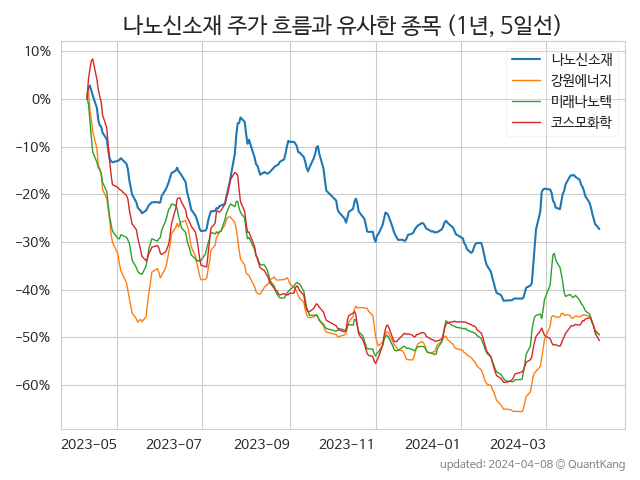 나노신소재 주가 흐름과 유사한 종목 (1년, 5일선)
나노신소재
강원에너지
미래나노텍
코스모화학
10%
0%
−10%
−20%
−30%
−40%
−50%
−60%
2023-05 2023-07 2023-09 2023-11 2024-01 2024-03
updated: 2024-04-08 © QuantKang